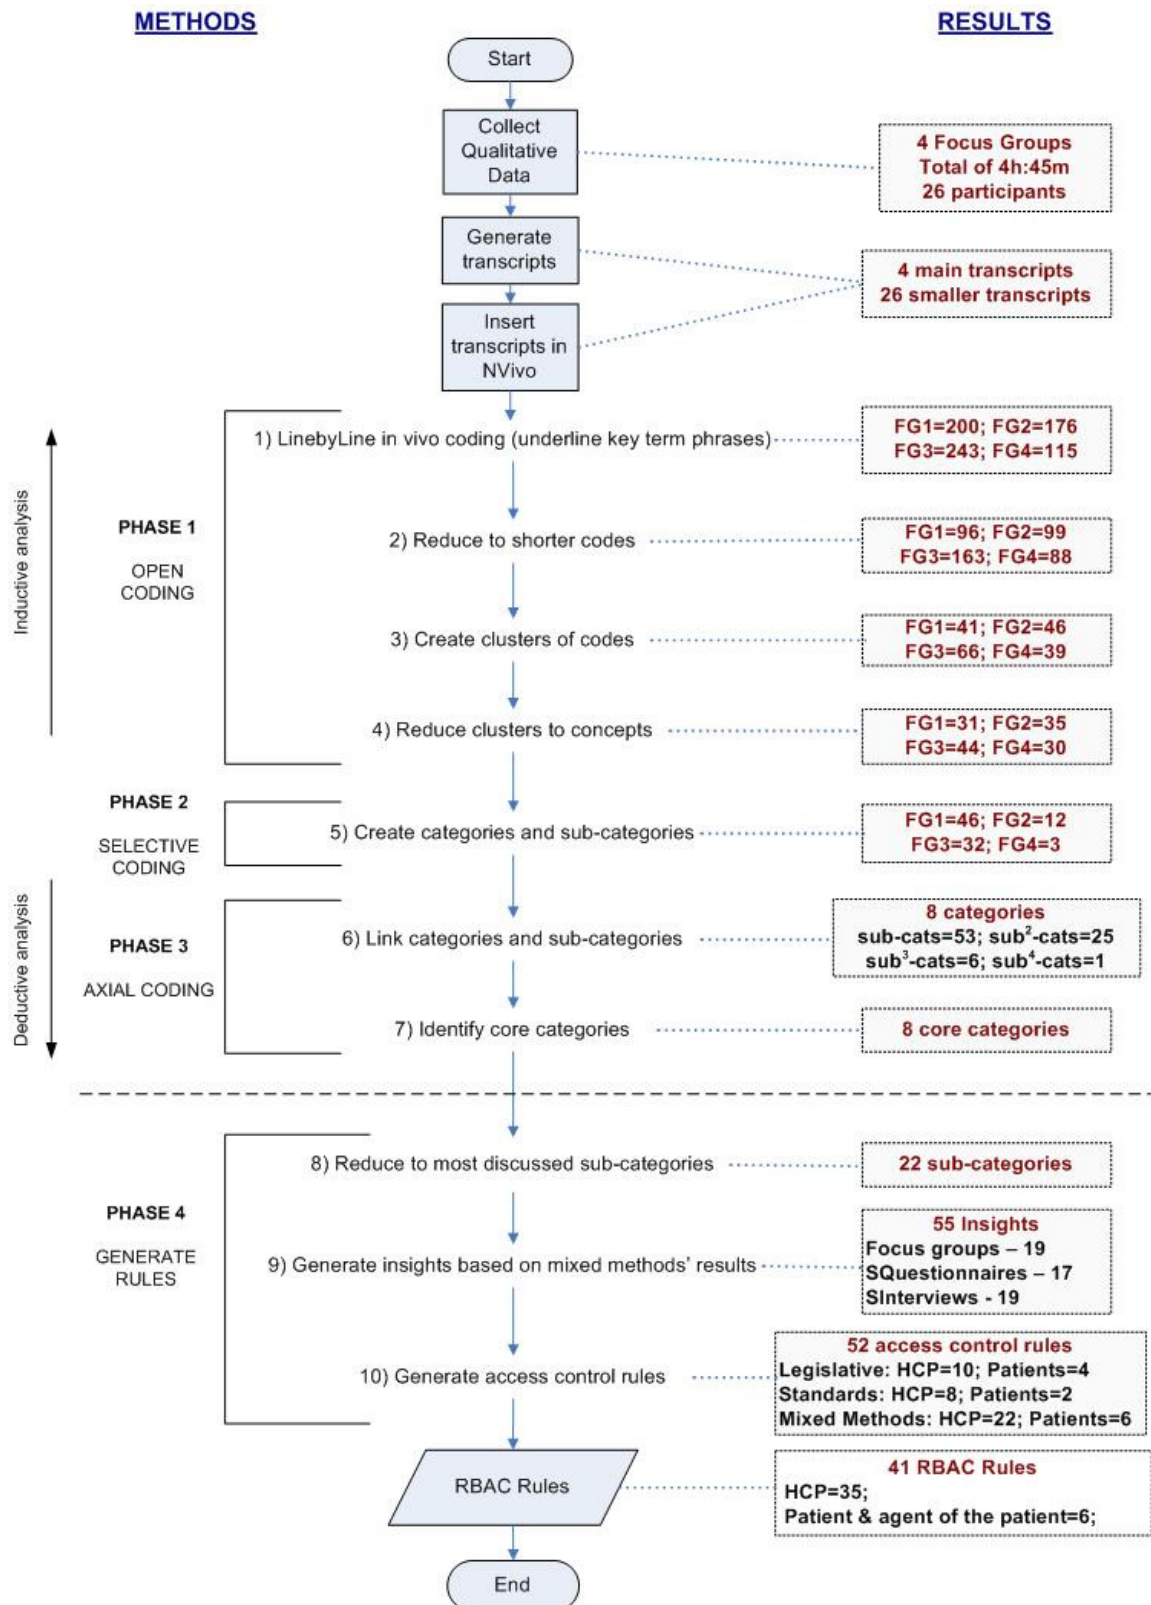 METHODS
RESULTS
Start
Collect
Qualitative
Data
4 Focus Groups
Total of 4h:45m
26 participants
Generate
transcripts
4 main transcripts
26 smaller transcripts
Insert
transcripts in
NVivo
Inductive analysis
PHASE 1
OPEN
CODING
1) LinebyLine in vivo coding (underline key term phrases)
FG1=200; FG2=176
FG3=243; FG4=115
2) Reduce to shorter codes
FG1=96; FG2=99
FG3=163; FG4=88
3) Create clusters of codes
FG1=41; FG2=46
FG3=66; FG4=39
4) Reduce clusters to concepts
FG1=31; FG2=35
FG3=44; FG4=30
PHASE 2
SELECTIVE
CODING
5) Create categories and sub-categories
FG1=46; FG2=12
FG3=32; FG4=3
Deductive analysis
PHASE 3
AXIAL CODING
6) Link categories and sub-categories
8 categories
sub-cats=53; sub²-cats=25
sub³-cats=6; sub⁴-cats=1
7) Identify core categories
8 core categories
PHASE 4
GENERATE
RULES
8) Reduce to most discussed sub-categories
22 sub-categories
9) Generate insights based on mixed methods' results
55 Insights
Focus groups – 19
SQuestionnaires – 17
SInterviews - 19
10) Generate access control rules
52 access control rules
Legislative: HCP=10; Patients=4
Standards: HCP=8; Patients=2
Mixed Methods: HCP=22; Patients=6
RBAC Rules
41 RBAC Rules
HCP=35;
Patient & agent of the patient=6;
End